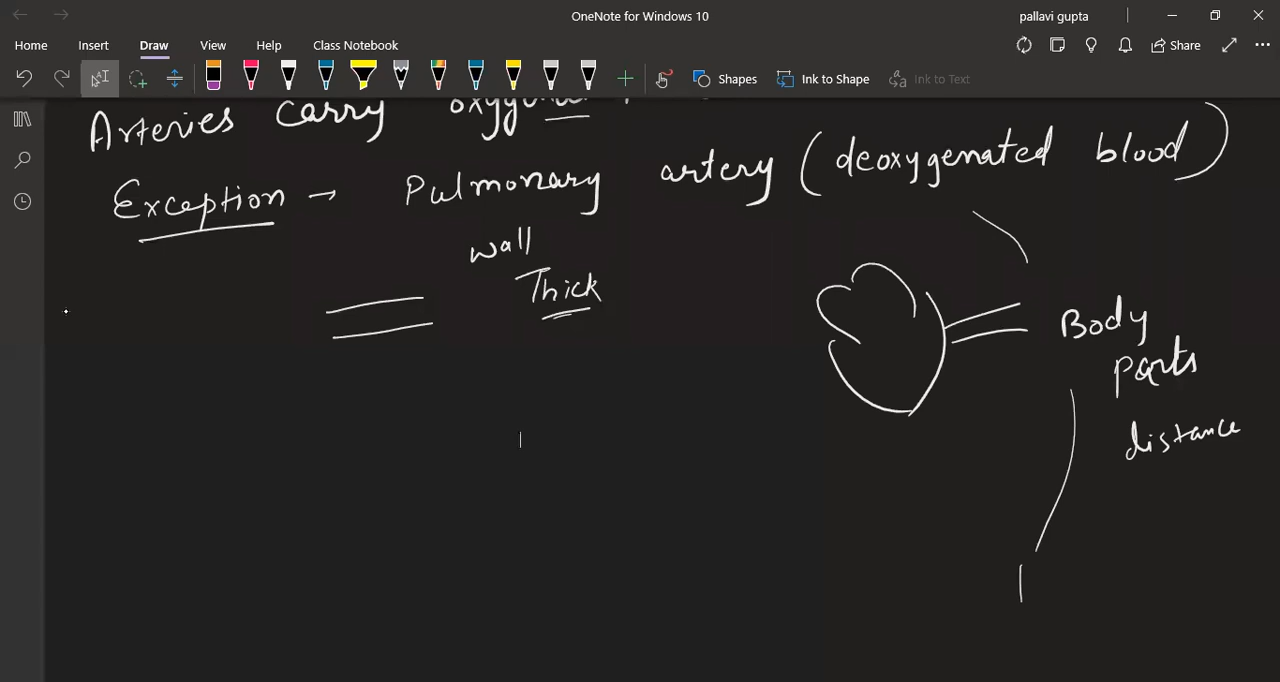 OneNote for Windows 10
pallavi gupta
Home Insert Draw View Help Class Notebook
Share
Shapes Ink to Shape Ink to Text
Arteries carry
Exception → Pulmonary artery (deoxygenated blood)
wall
Thick
Body
parts
distance